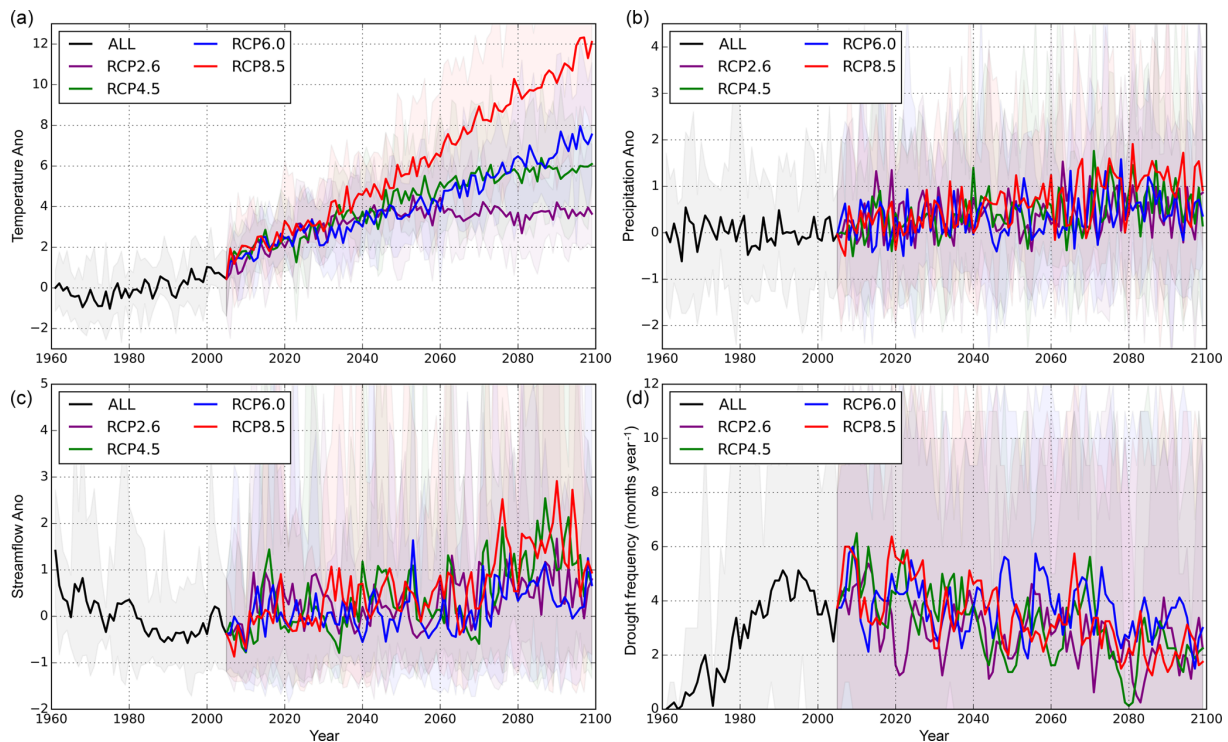 (a)
12
10
8
6
4
2
0
−2
Temperature Ano
ALL
RCP2.6
RCP4.5
RCP6.0
RCP8.5
1960 1980 2000 2020 2040 2060 2080 2100
(b)
4
3
2
1
0
−1
−2
Precipitation Ano
ALL
RCP2.6
RCP4.5
RCP6.0
RCP8.5
1960 1980 2000 2020 2040 2060 2080 2100
(c)
5
4
3
2
1
0
−1
−2
Streamflow Ano
ALL
RCP2.6
RCP4.5
RCP6.0
RCP8.5
1960 1980 2000 2020 2040 2060 2080 2100
Year
(d)
12
10
8
6
4
2
0
Drought frequency (months year⁻¹)
ALL
RCP2.6
RCP4.5
RCP6.0
RCP8.5
1960 1980 2000 2020 2040 2060 2080 2100
Year